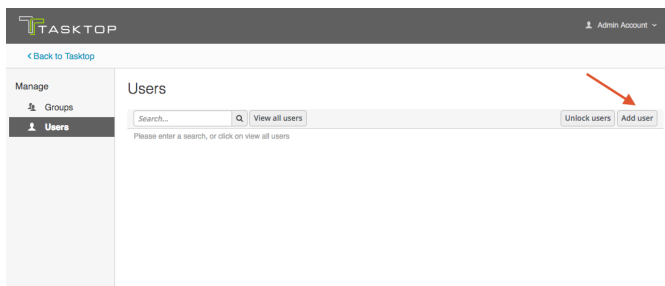 TASKTOP
Admin Account
< Back to Tasktop
Manage
Groups
Users
Users
Search...
View all users
Unlock users
Add user
Please enter a search, or click on view all users